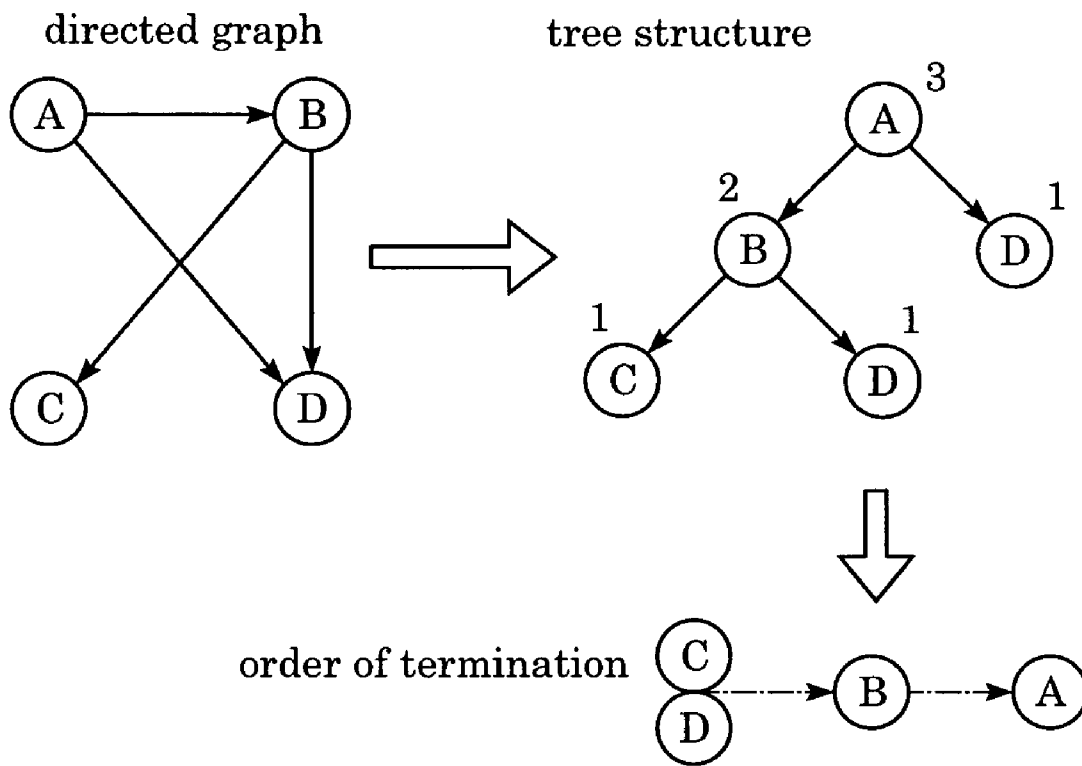 directed graph
tree structure
A B
C D
3
A
2
B
1
D
1
C
1
D
order of termination
C
D
B
A